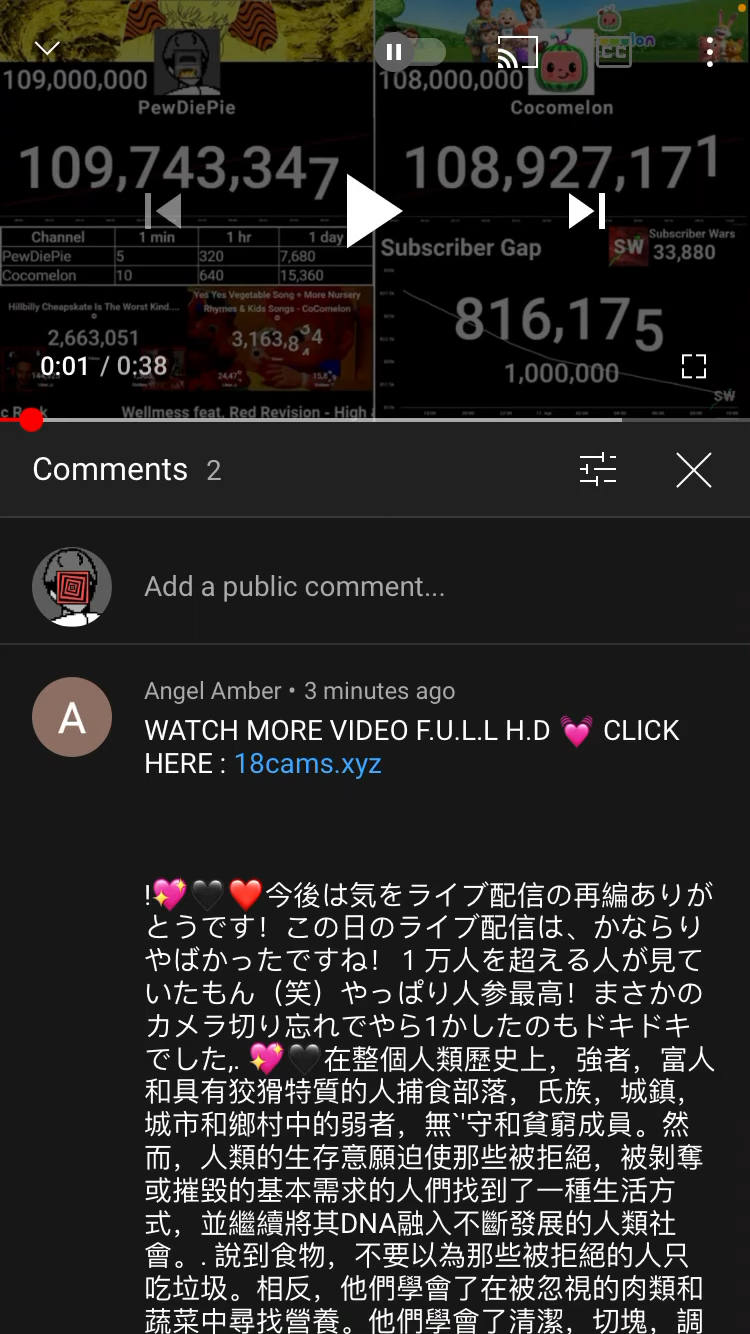 109,000,000
PewDiePie
109,743,347
108,000,000
CC
Cocomelon
108,927,171
Channel 1 min 1 hr 1 day
PewDiePie 5 320 7,680
Cocomelon 10 640 15,360
Subscriber Gap
SW
Subscriber Wars
33,880
816,175
1,000,000
Hillbilly Cheapskate Is The Worst Kind....
2,663,051
Yes Yes Vegetable Song + More Nursery
Rhymes & Kids Songs - CoComelon
0:01 / 0:38
Wellness feat. Red Revision - High
SW
Comments 2
Add a public comment...
A
Angel Amber • 3 minutes ago
WATCH MORE VIDEO F.U.L.L H.D 💓 CLICK
HERE : 18cams.xyz
!💖🖤❤️今後は気をライブ配信の再編ありが
とうです！この日のライブ配信は、かならり
やばかったですね！１万人を超える人が見て
いたもん（笑）やっぱり人参最高！まさかの
カメラ切り忘れでやら1かしたのもドキドキ
でした,. 💖🖤在整個人類歷史上，強者，富人
和具有狡猾特質的人捕食部落，氏族，城鎮，
城市和鄉村中的弱者，無`'守和貧窮成員。然
而，人類的生存意願迫使那些被拒絕，被剝奪
或摧毀的基本需求的人們找到了一種生活方
式，並繼續將其DNA融入不斷發展的人類社
會。. 說到食物，不要以為那些被拒絕的人只
吃垃圾。相反，他們學會了在被忽視的肉類和
蔬菜中尋找營養。他們學會了清潔，切塊，調